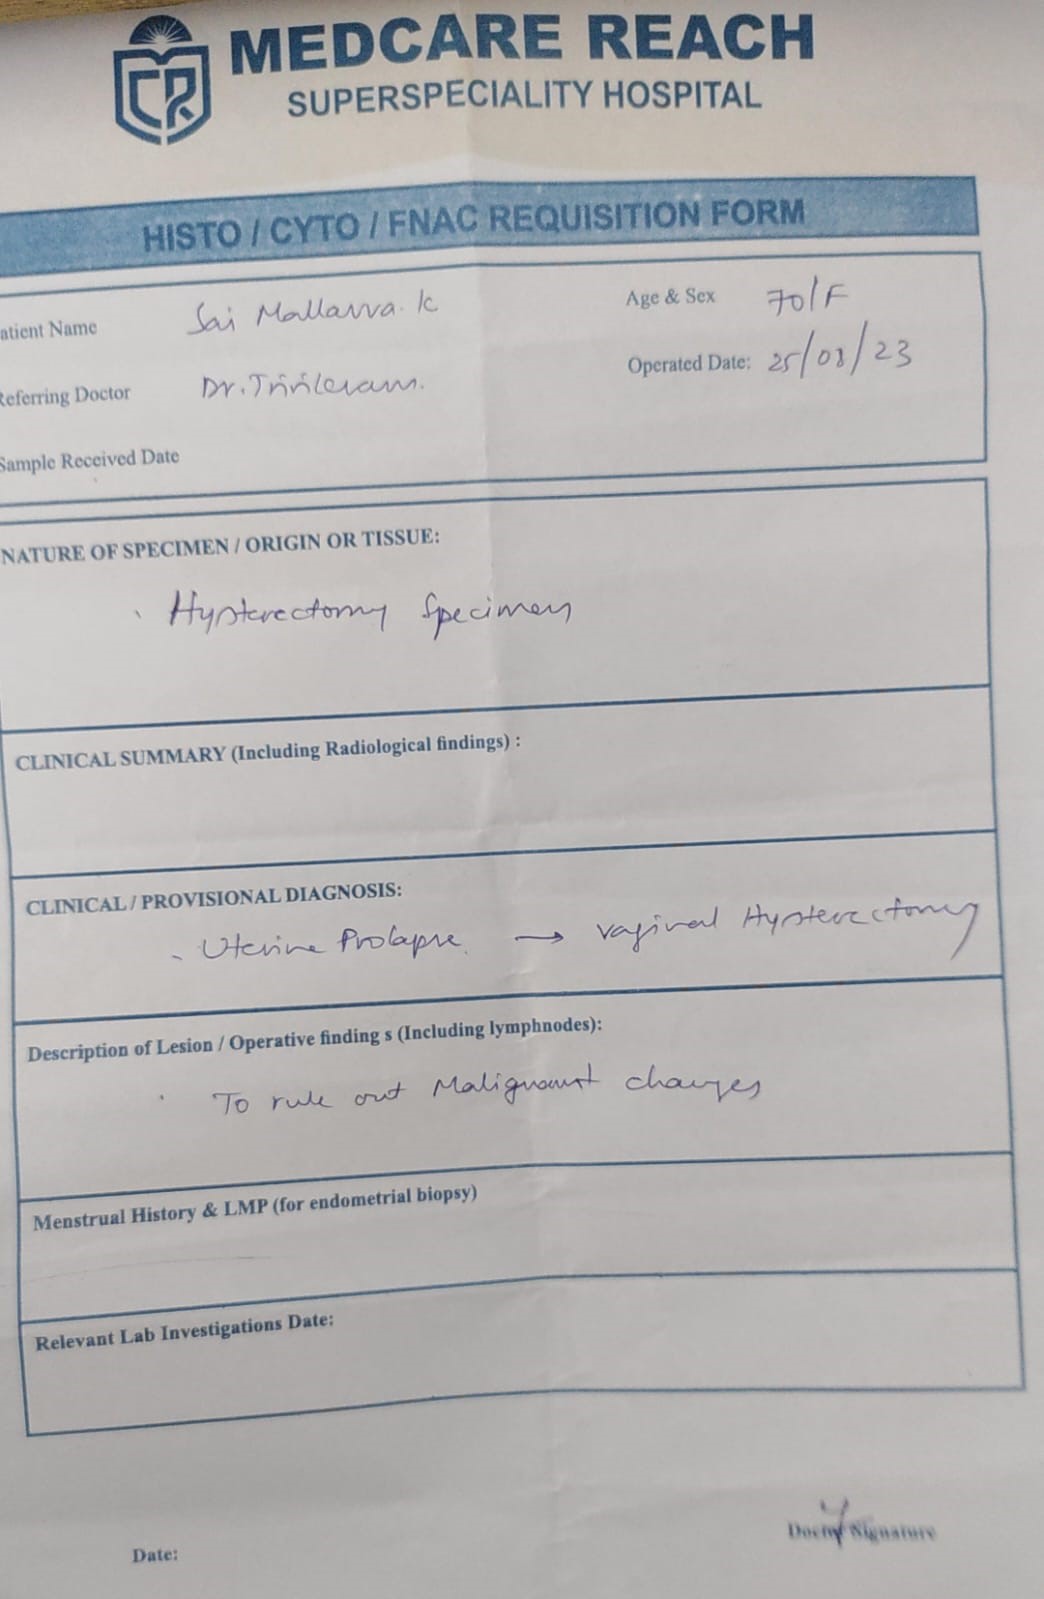 CR
MEDCARE REACH
SUPERSPECIALITY HOSPITAL
HISTO / CYTO / FNAC REQUISITION FORM
atient Name Sai Mallavva. K Age & Sex 70/F
Referring Doctor Dr. Operated Date: 25/08/23
Sample Received Date
NATURE OF SPECIMEN / ORIGIN OR TISSUE:
Hysterectomy Specimen
CLINICAL SUMMARY (Including Radiological findings) :
CLINICAL / PROVISIONAL DIAGNOSIS:
Uterine Prolapse → vaginal Hysterectomy
Description of Lesion / Operative finding s (Including lymphnodes):
To rule out Malignant changes
Menstrual History & LMP (for endometrial biopsy)
Relevant Lab Investigations Date:
Doctor Signature
Date: